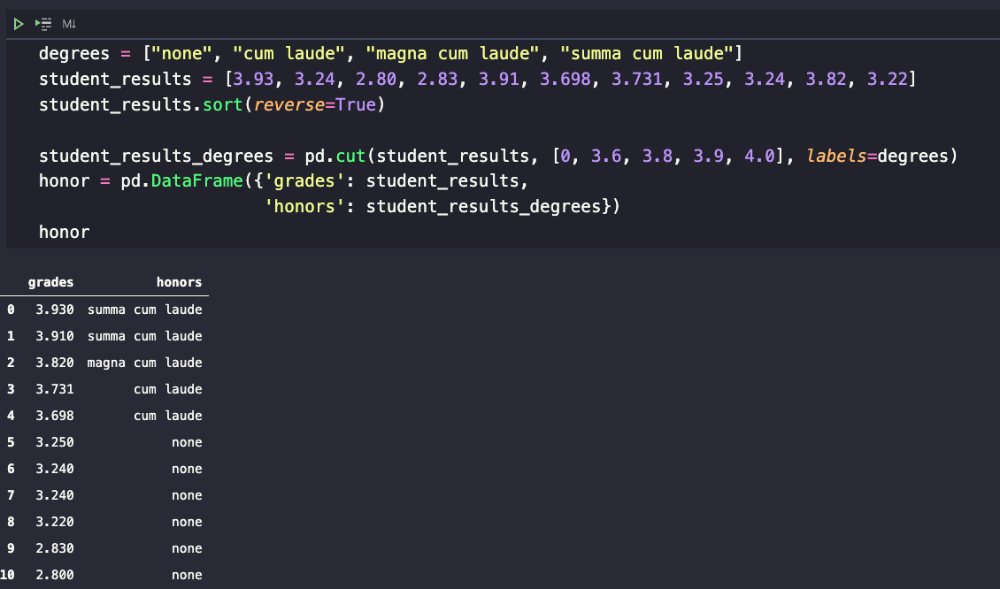 M↓
degrees = ["none", "cum laude", "magna cum laude", "summa cum laude"]
student_results = [3.93, 3.24, 2.80, 2.83, 3.91, 3.698, 3.731, 3.25, 3.24, 3.82, 3.22]
student_results.sort(reverse=True)
student_results_degrees = pd.cut(student_results, [0, 3.6, 3.8, 3.9, 4.0], labels=degrees)
honor = pd.DataFrame({'grades': student_results,
'honors': student_results_degrees})
honor
grades honors
0 3.930 summa cum laude
1 3.910 summa cum laude
2 3.820 magna cum laude
3 3.731 cum laude
4 3.698 cum laude
5 3.250 none
6 3.240 none
7 3.240 none
8 3.220 none
9 2.830 none
10 2.800 none